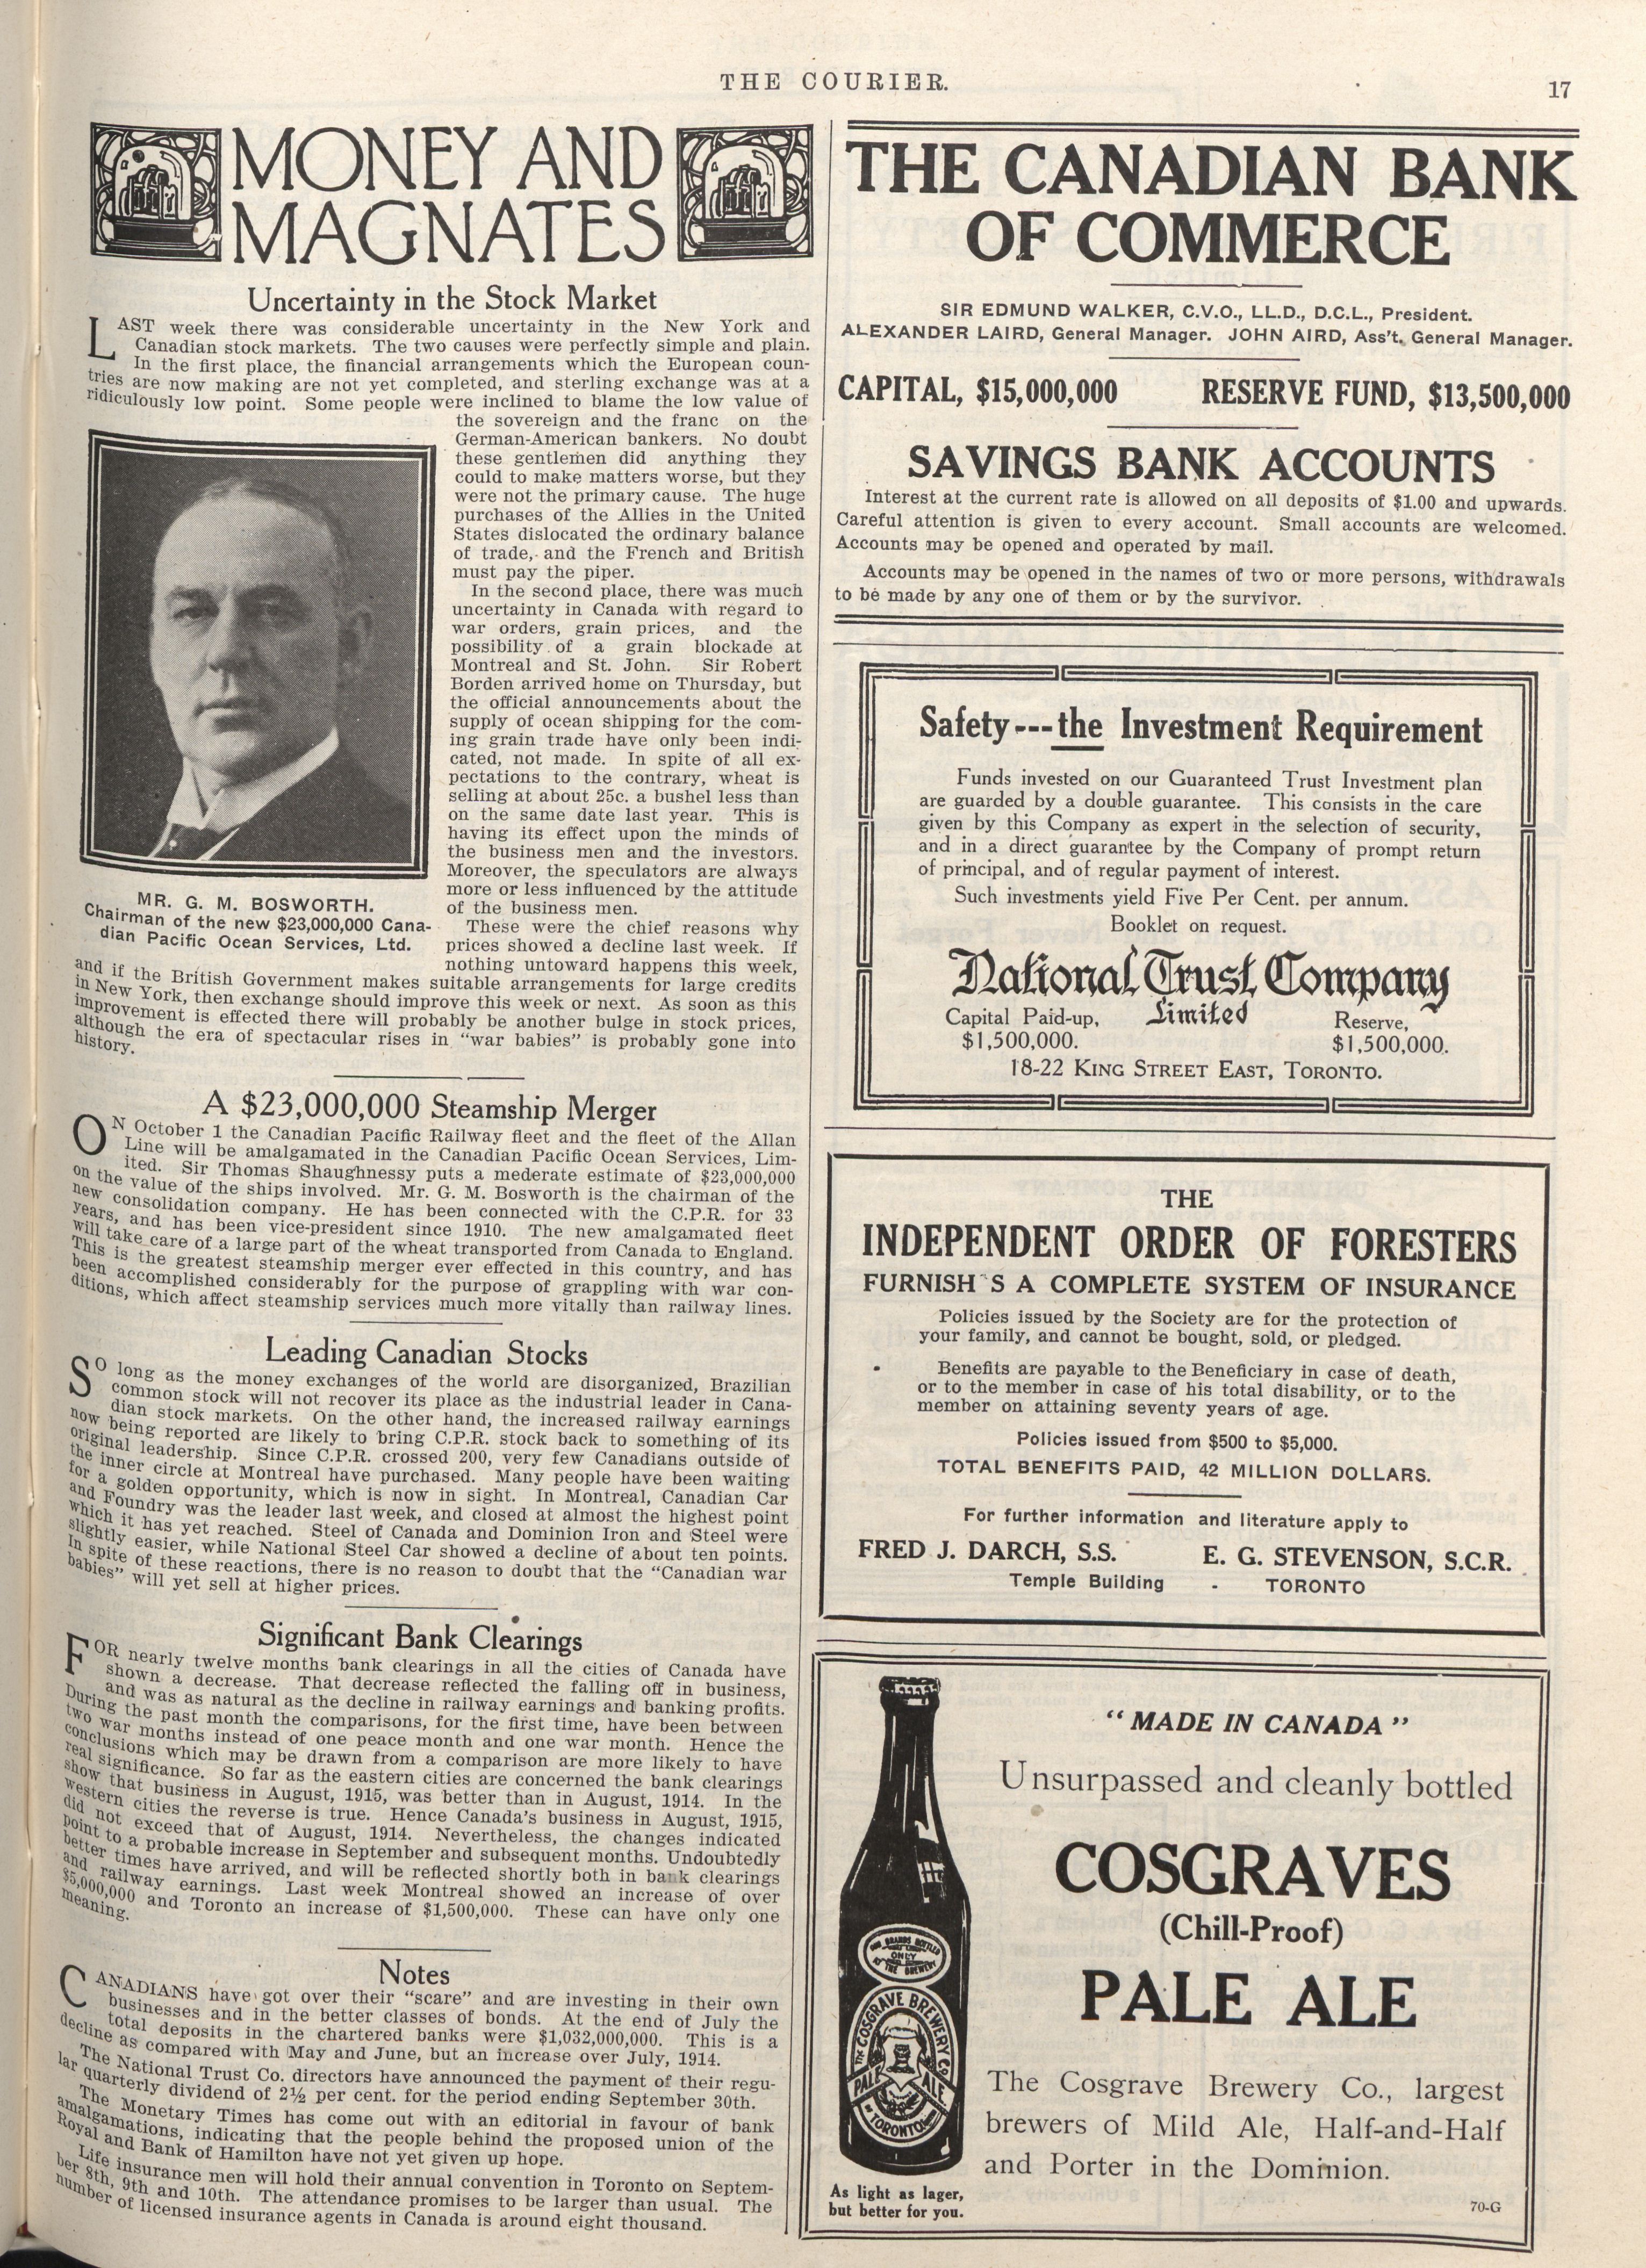 THE COURIER.
17
MONEY AND
MAGNATES
Uncertainty in the Stock Market
LAST week there was considerable uncertainty in the New York and
Canadian stock markets. The two causes were perfectly simple and plain.
In the first place, the financial arrangements which the European coun-
tries are now making are not yet completed, and sterling exchange was at a
ridiculously low point. Some people were inclined to blame the low value of
the sovereign and the franc on the
German-American bankers. No doubt
these gentlemen did anything they
could to make matters worse, but they
were not the primary cause. The huge
purchases of the Allies in the United
States dislocated the ordinary balance
of trade, and the French and British
must pay the piper.
In the second place, there was much
uncertainty in Canada with regard to
war orders, grain prices, and the
possibility of a grain blockade at
Montreal and St. John. Sir Robert
Borden arrived home on Thursday, but
the official announcements about the
supply of ocean shipping for the com-
ing grain trade have only been indi-
cated, not made. In spite of all ex-
pectations to the contrary, wheat is
selling at about 25c. a bushel less than
on the same date last year. This is
having its effect upon the minds of
the business men and the investors.
Moreover, the speculators are always
more or less influenced by the attitude
of the business men.
These were the chief reasons why
prices showed a decline last week. If
nothing untoward happens this week,
MR. G. M. BOSWORTH.
Chairman of the new $23,000,000 Cana-
dian Pacific Ocean Services, Ltd.
and if the British Government makes suitable arrangements for large credits
in New York, then exchange should improve this week or next. As soon as this
improvement is effected there will probably be another bulge in stock prices,
although the era of spectacular rises in "war babies" is probably gone into
history.
A $23,000,000 Steamship Merger
ON October 1 the Canadian Pacific Railway fleet and the fleet of the Allan
Line will be amalgamated in the Canadian Pacific Ocean Services, Lim-
ited. Sir Thomas Shaughnessy puts a mederate estimate of $23,000,000
on the value of the ships involved. Mr. G. M. Bosworth is the chairman of the
new consolidation company. He has been connected with the C.P.R. for 33
years, and has been vice-president since 1910. The new amalgamated fleet
will take care of a large part of the wheat transported from Canada to England.
This is the greatest steamship merger ever effected in this country, and has
been accomplished considerably for the purpose of grappling with war con-
ditions, which affect steamship services much more vitally than railway lines.
Leading Canadian Stocks
SO long as the money exchanges of the world are disorganized, Brazilian
common stock will not recover its place as the industrial leader in Cana-
dian stock markets. On the other hand, the increased railway earnings
now being reported are likely to bring C.P.R. stock back to something of its
original leadership. Since C.P.R. crossed 200, very few Canadians outside of
the inner circle at Montreal have purchased. Many people have been waiting
for a golden opportunity, which is now in sight. In Montreal, Canadian Car
and Foundry was the leader last week, and closed at almost the highest point
which it has yet reached. Steel of Canada and Dominion Iron and Steel were
slightly easier, while National Steel Car showed a decline of about ten points.
In spite of these reactions, there is no reason to doubt that the "Canadian war
babies" will yet sell at higher prices.
Significant Bank Clearings
FOR nearly twelve months bank clearings in all the cities of Canada have
shown a decrease. That decrease reflected the falling off in business,
and was as natural as the decline in railway earnings and banking profits.
During the past month the comparisons, for the first time, have been between
two war months instead of one peace month and one war month. Hence the
conclusions which may be drawn from a comparison are more likely to have
real significance. So far as the eastern cities are concerned the bank clearings
show that business in August, 1915, was better than in August, 1914. In the
western cities the reverse is true. Hence Canada's business in August, 1915,
did not exceed that of August, 1914. Nevertheless, the changes indicated
point to a probable increase in September and subsequent months. Undoubtedly
better times have arrived, and will be reflected shortly both in bank clearings
and railway earnings. Last week Montreal showed an increase of over
$5,000,000 and Toronto an increase of $1,500,000. These can have only one
meaning.
Notes
CANADIANS have got over their "scare" and are investing in their own
businesses and in the better classes of bonds. At the end of July the
total deposits in the chartered banks were $1,032,000,000. This is a
decline as compared with May and June, but an increase over July, 1914.
The National Trust Co. directors have announced the payment of their regu-
lar quarterly dividend of 2½ per cent. for the period ending September 30th.
The Monetary Times has come out with an editorial in favour of bank
amalgamations, indicating that the people behind the proposed union of the
Royal and Bank of Hamilton have not yet given up hope.
Life insurance men will hold their annual convention in Toronto on Septem-
ber 8th, 9th and 10th. The attendance promises to be larger than usual. The
number of licensed insurance agents in Canada is around eight thousand.
THE CANADIAN BANK
OF COMMERCE
SIR EDMUND WALKER, C.V.O., LL.D., D.C.L., President.
ALEXANDER LAIRD, General Manager. JOHN AIRD, Ass't. General Manager.
CAPITAL, $15,000,000 RESERVE FUND, $13,500,000
SAVINGS BANK ACCOUNTS
Interest at the current rate is allowed on all deposits of $1.00 and upwards.
Careful attention is given to every account. Small accounts are welcomed.
Accounts may be opened and operated by mail.
Accounts may be opened in the names of two or more persons, withdrawals
to be made by any one of them or by the survivor.
Safety---the Investment Requirement
Funds invested on our Guaranteed Trust Investment plan
are guarded by a double guarantee. This consists in the care
given by this Company as expert in the selection of security,
and in a direct guarantee by the Company of prompt return
of principal, and of regular payment of interest.
Such investments yield Five Per Cent. per annum.
Booklet on request.
National Trust Company
Limited
Capital Paid-up, Reserve,
$1,500,000. $1,500,000.
18-22 KING STREET EAST, TORONTO.
THE
INDEPENDENT ORDER OF FORESTERS
FURNISH S A COMPLETE SYSTEM OF INSURANCE
Policies issued by the Society are for the protection of
your family, and cannot be bought, sold, or pledged.
Benefits are payable to the Beneficiary in case of death,
or to the member in case of his total disability, or to the
member on attaining seventy years of age.
Policies issued from $500 to $5,000.
TOTAL BENEFITS PAID, 42 MILLION DOLLARS.
For further information and literature apply to
FRED J. DARCH, S.S. E. G. STEVENSON, S.C.R.
Temple Building - TORONTO
"MADE IN CANADA"
Unsurpassed and cleanly bottled
COSGRAVES
(Chill-Proof)
PALE ALE
The Cosgrave Brewery Co., largest
brewers of Mild Ale, Half-and-Half
and Porter in the Dominion.
OUR BRANDS BOTTLED
ONLY
AT THE BREWERY
THE COSGRAVE BREWERY CO
PALE ALE
TORONTO
As light as lager,
but better for you.
70-G